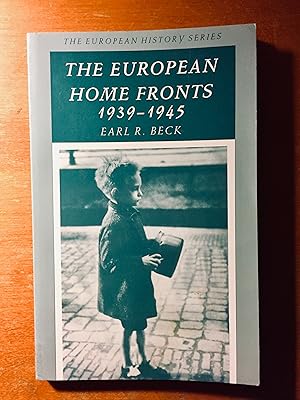 THE EUROPEAN HISTORY SERIES
THE EUROPEAN
HOME FRONTS
1939–1945
EARL R. BECK